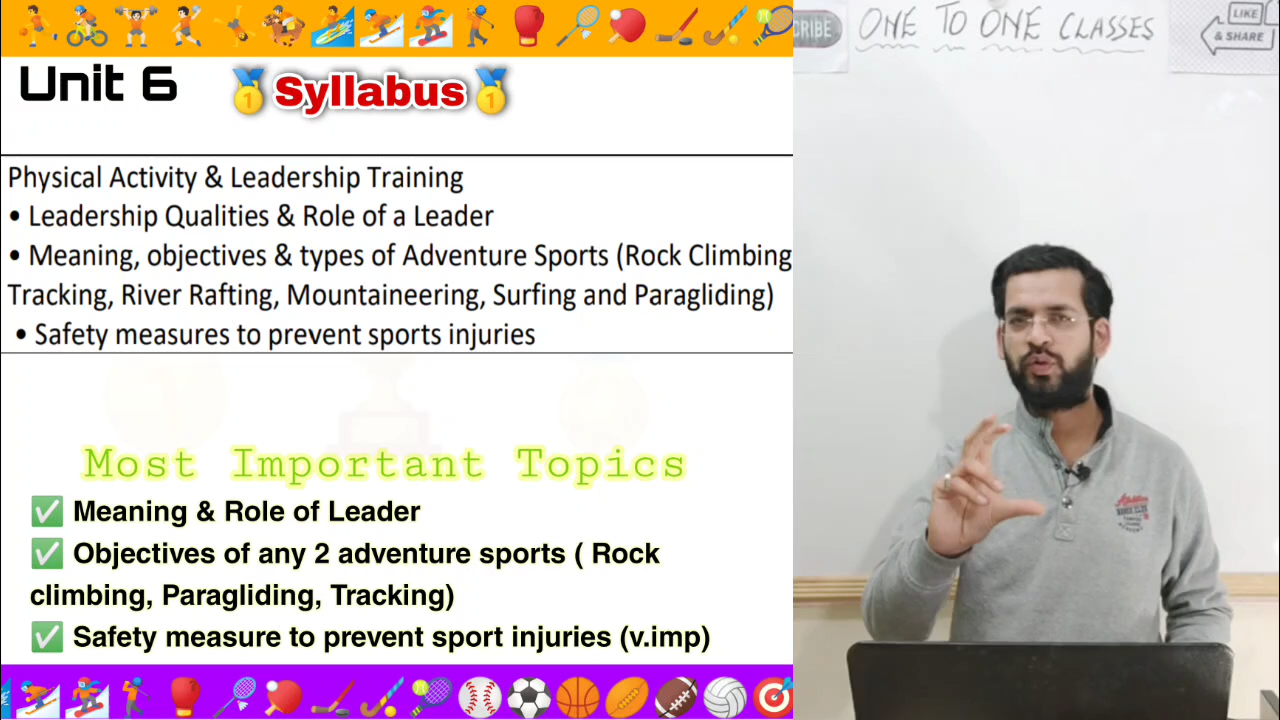 Unit 6
Syllabus
Physical Activity & Leadership Training
• Leadership Qualities & Role of a Leader
• Meaning, objectives & types of Adventure Sports (Rock Climbing
Tracking, River Rafting, Mountaineering, Surfing and Paragliding)
• Safety measures to prevent sports injuries
Most Important Topics
✅ Meaning & Role of Leader
✅ Objectives of any 2 adventure sports ( Rock
climbing, Paragliding, Tracking)
✅ Safety measure to prevent sport injuries (v.imp)
CRIBE
ONE TO ONE CLASSES
LIKE
& SHARE